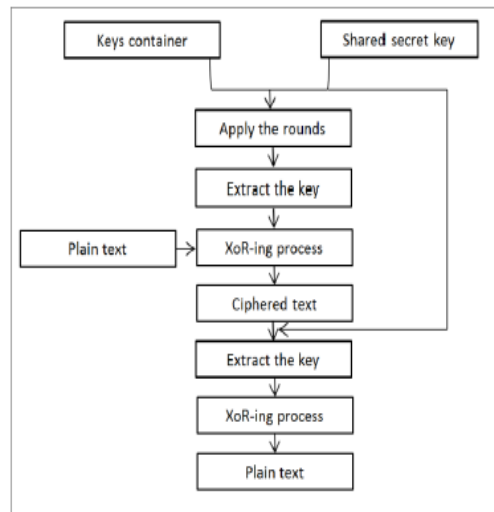 Keys container
Shared secret key
Apply the rounds
Extract the key
Plain text
XoR-ing process
Ciphered text
Extract the key
XoR-ing process
Plain text